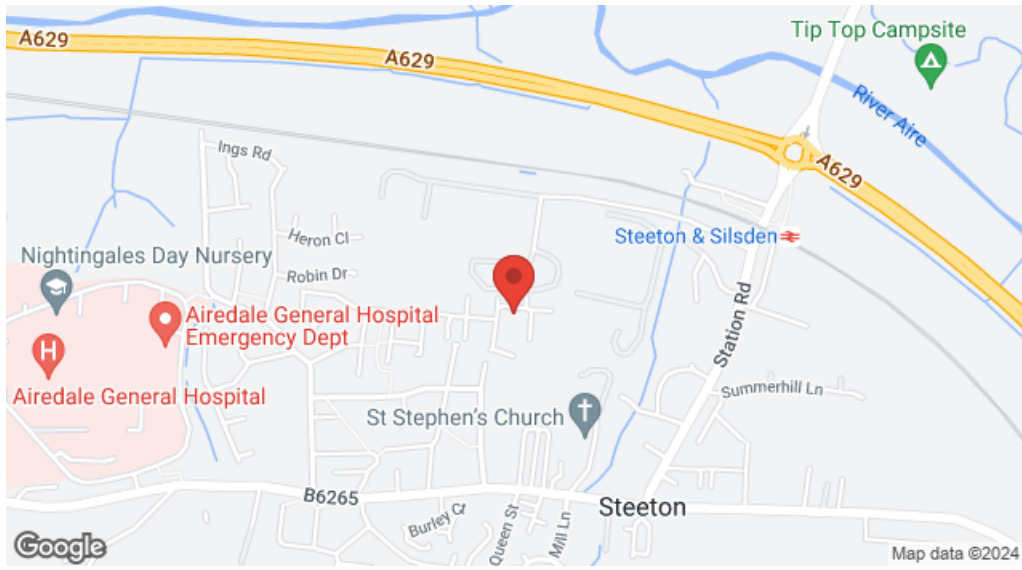 A629
A629
Tip Top Campsite
River Aire
A629
Ings Rd
Heron Cl
Steeton & Silsden
Nightingales Day Nursery
Robin Dr
Airedale General Hospital
Emergency Dept
Station Rd
H
Airedale General Hospital
Summerhill Ln
St Stephen's Church
B6265
Steeton
Burley Ct
Queen St
Mill Ln
Google
Map data ©2024